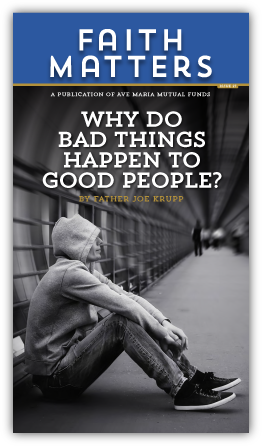 FAITH
MATTERS
A PUBLICATION OF AVE MARIA MUTUAL FUNDS
WHY DO
BAD THINGS
HAPPEN TO
GOOD PEOPLE?
BY FATHER JOE KRUPP